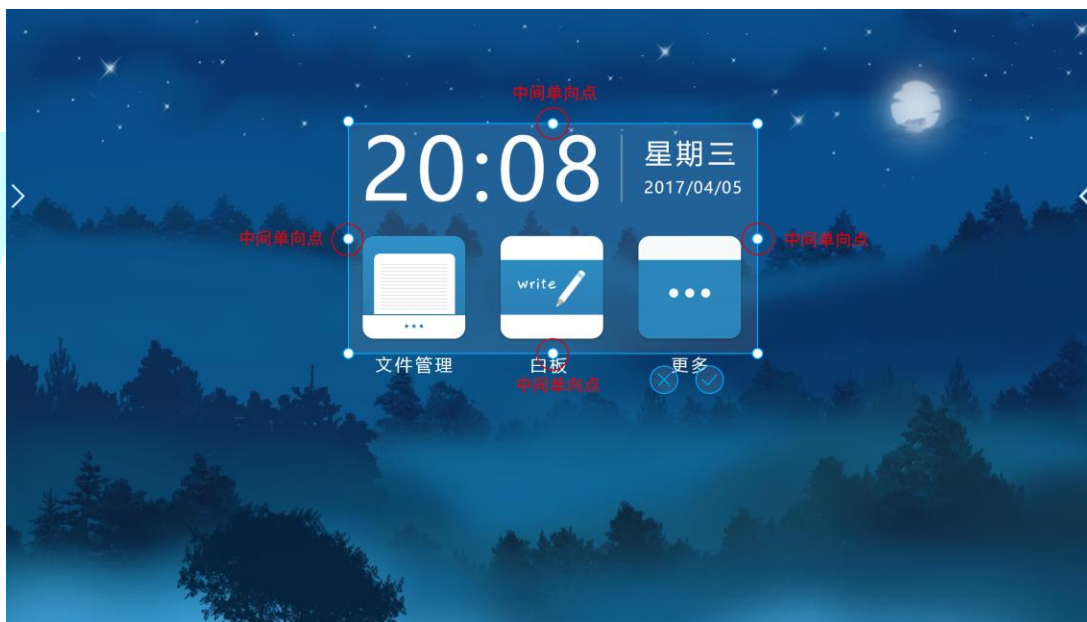 中间单向点
20:08
星期三
2017/04/05
中间单向点
中间单向点
write
文件管理
白板
更多
中间单向点